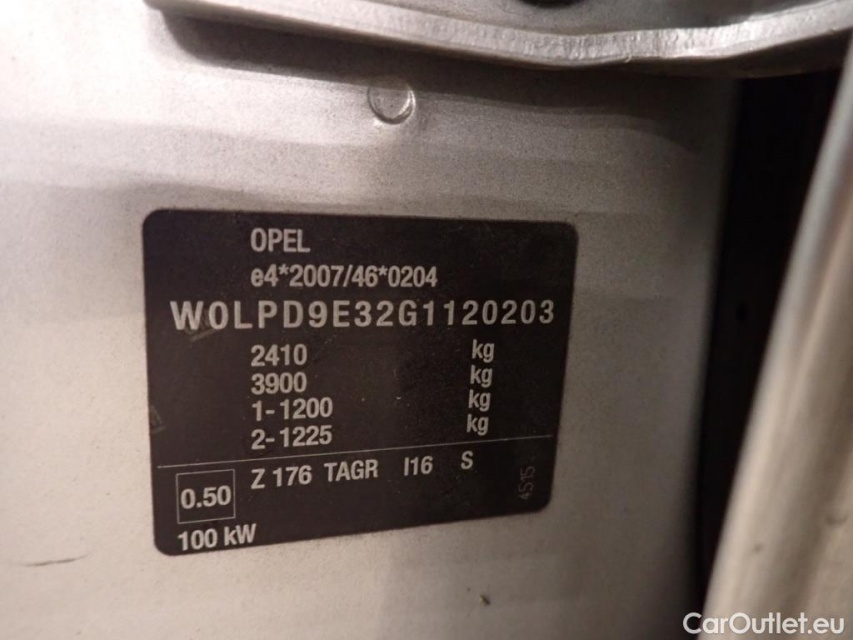 OPEL
e4*2007/46*0204
W0LPD9E32G1120203
2410 kg
3900 kg
1-1200 kg
2-1225 kg
0.50 Z 176 TAGR I16 S
4S15
100 kW
CarOutlet.eu